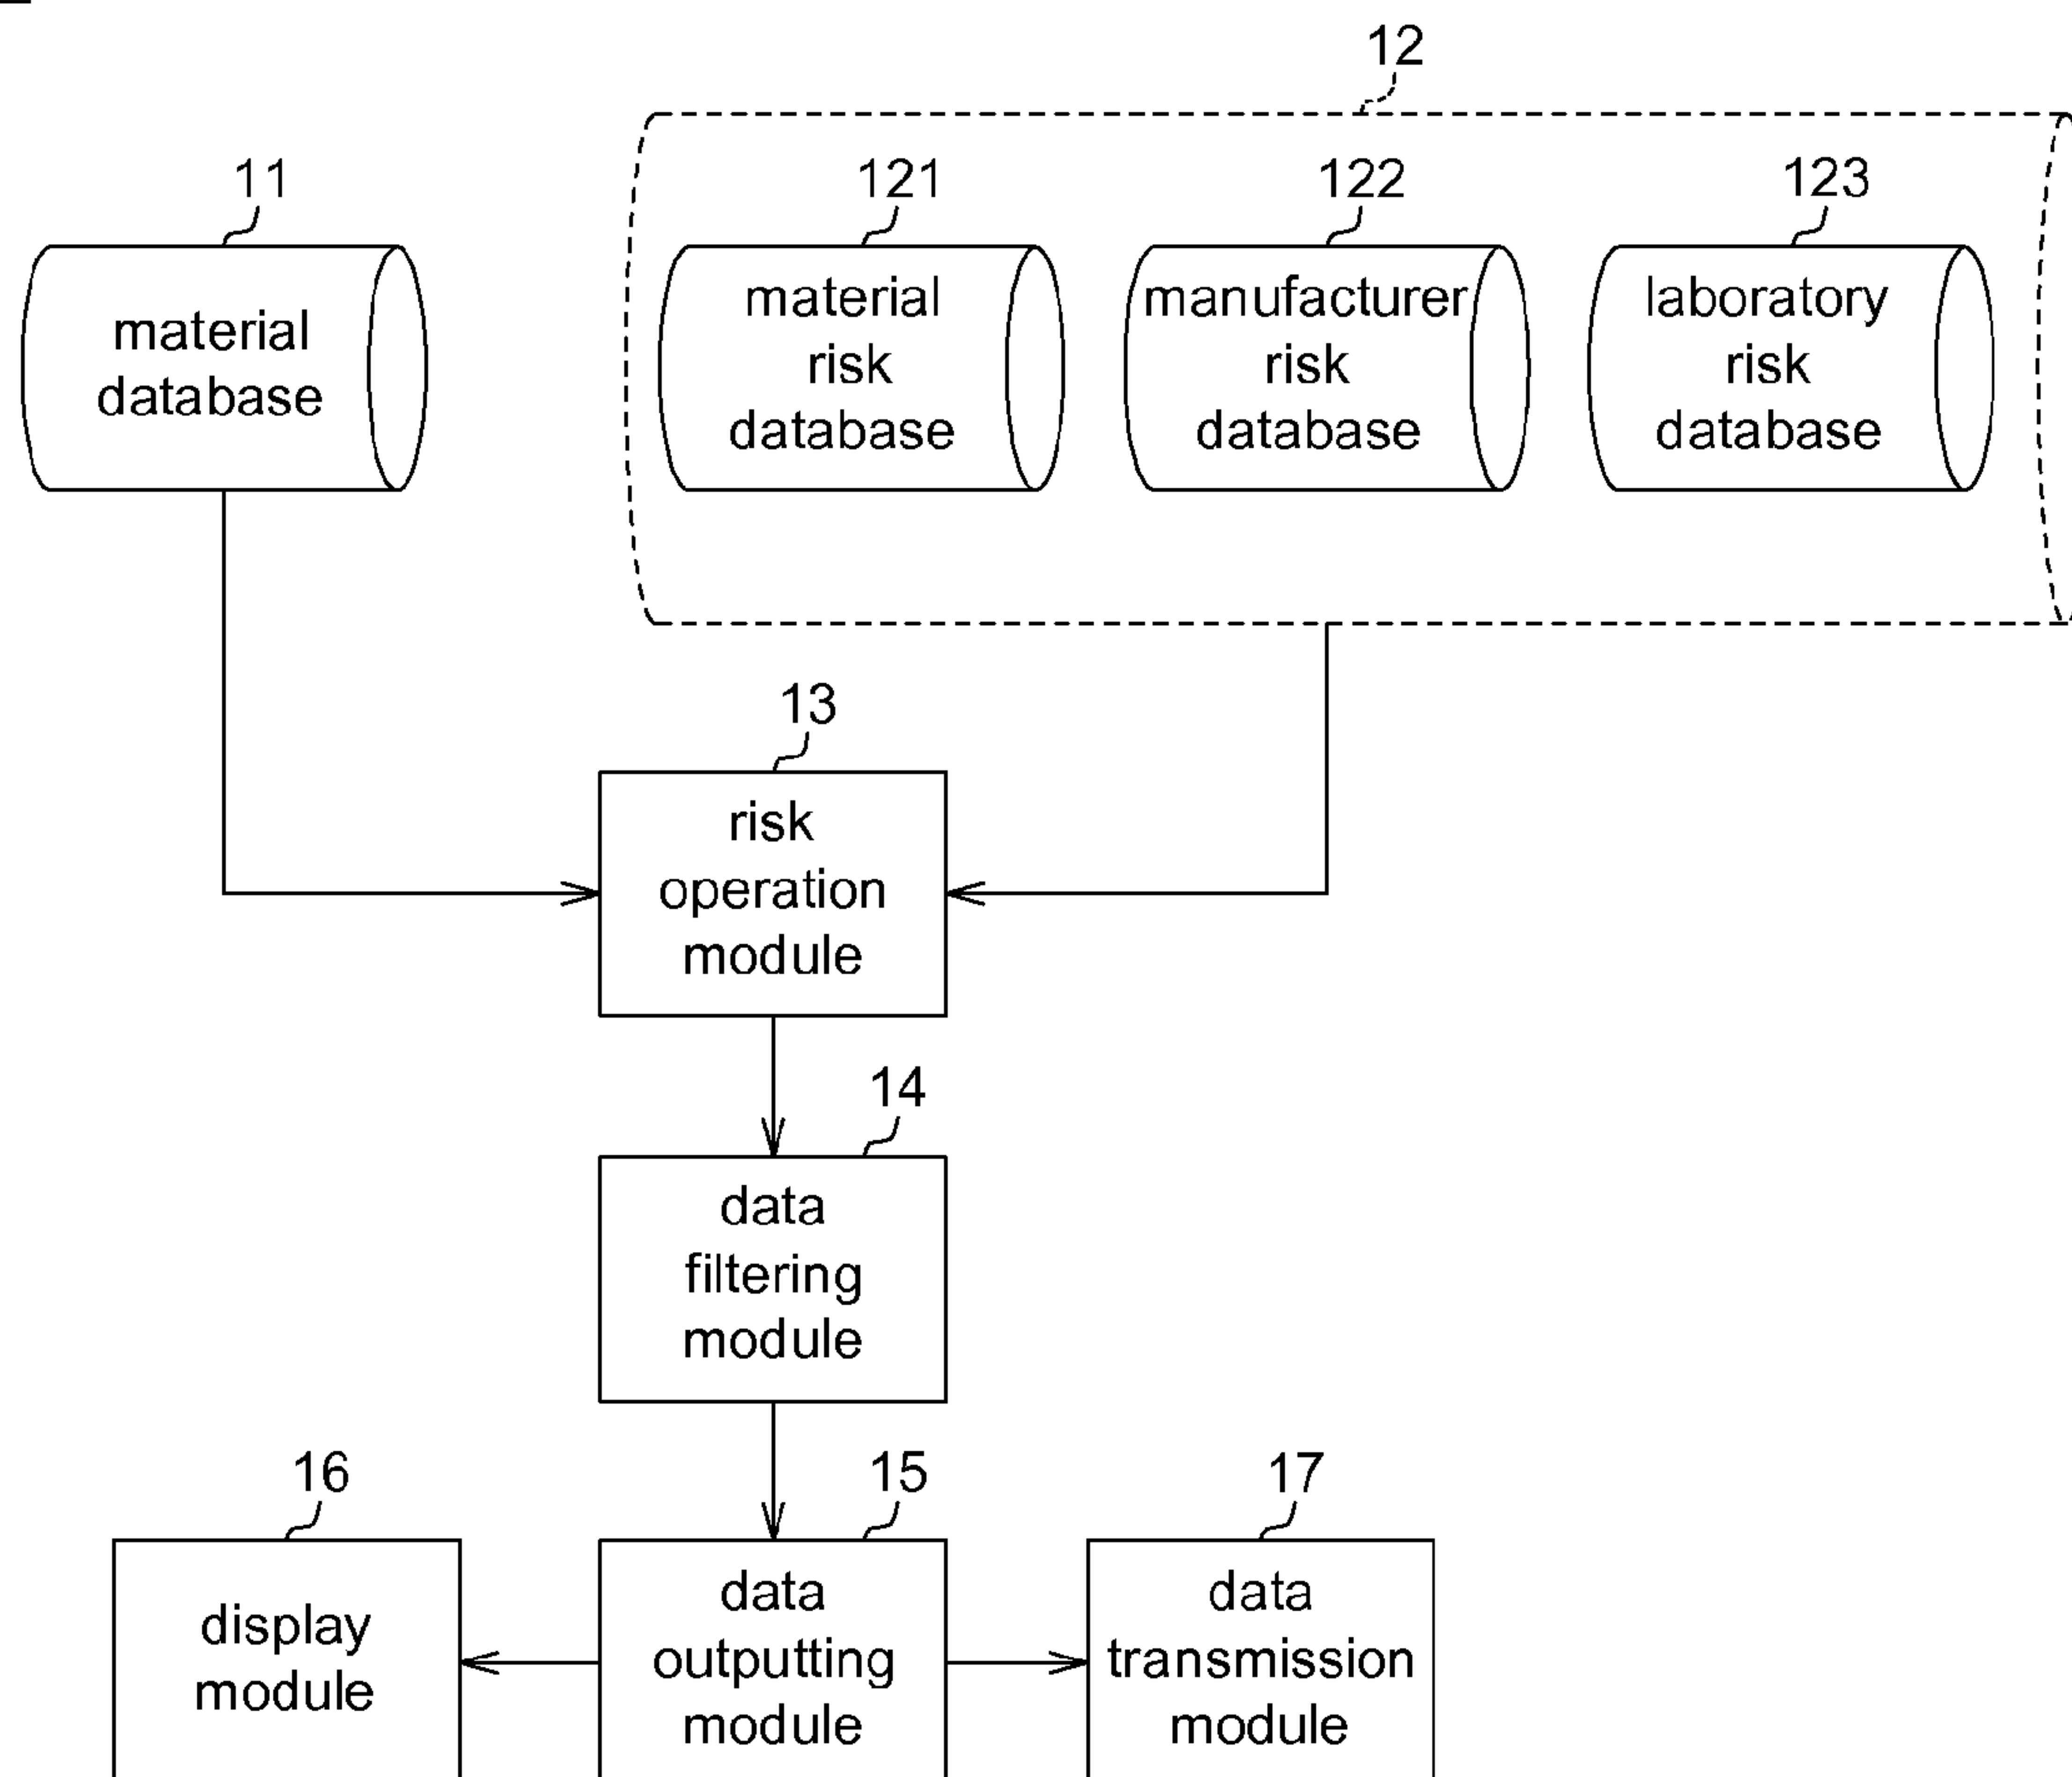 12
11
121
122
123
material
database
material
risk
database
manufacturer
risk
database
laboratory
risk
database
13
risk
operation
module
14
data
filtering
module
16
15
17
display
module
data
outputting
module
data
transmission
module